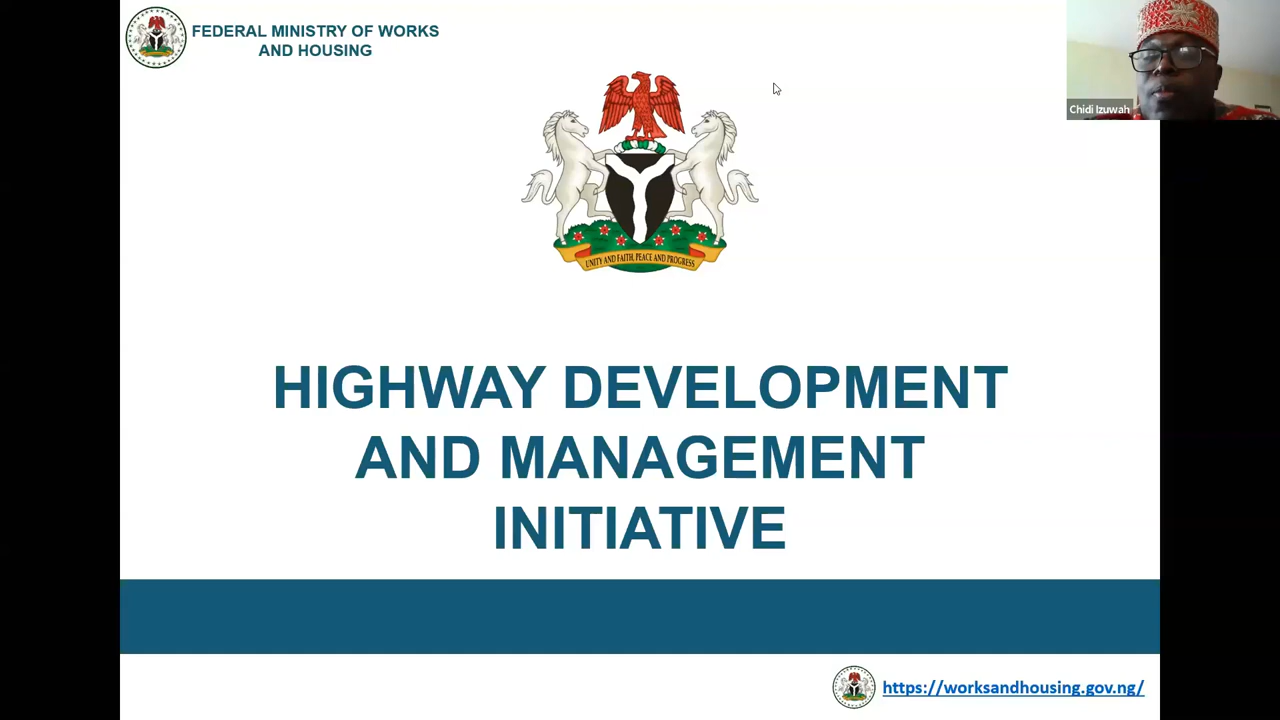 FEDERAL MINISTRY OF WORKS
AND HOUSING
Chidi Izuwah
UNITY AND FAITH, PEACE AND PROGRESS
HIGHWAY DEVELOPMENT
AND MANAGEMENT
INITIATIVE
https://worksandhousing.gov.ng/